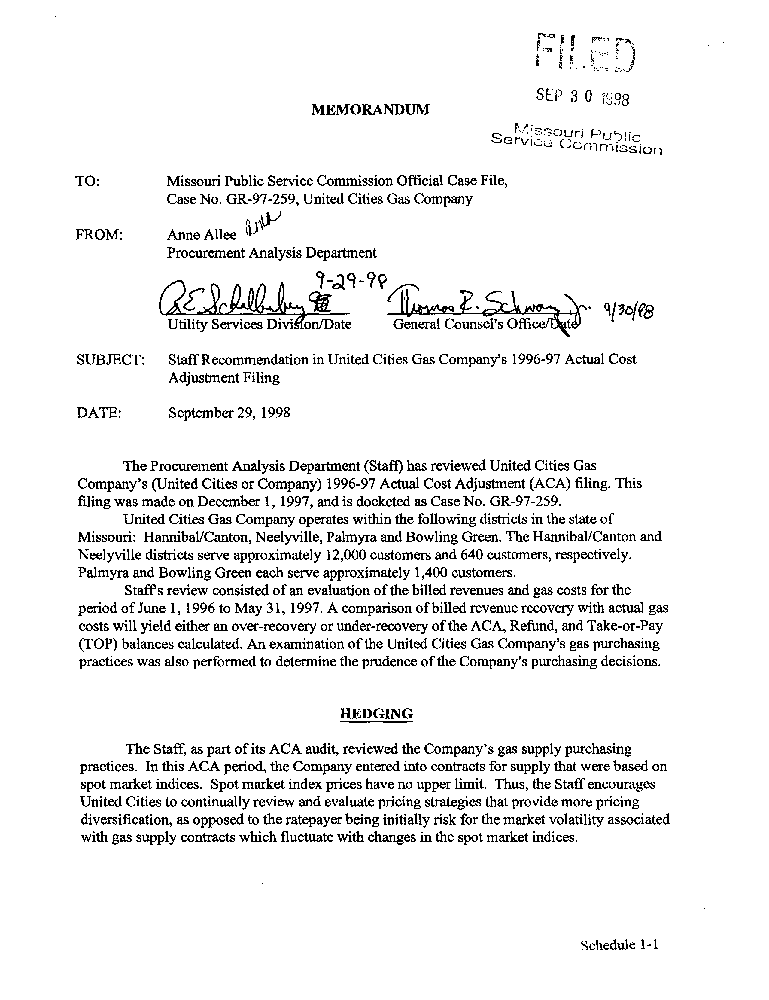 FILED
SEP 30 1998
MEMORANDUM
Missouri Public
Service Commission
TO: Missouri Public Service Commission Official Case File,
Case No. GR-97-259, United Cities Gas Company
FROM: Anne Allee
Procurement Analysis Department
9-29-98
Thomas R. Schwarz Jr. 9/30/98
Utility Services Division/Date General Counsel's Office/Date
SUBJECT: Staff Recommendation in United Cities Gas Company's 1996-97 Actual Cost
Adjustment Filing
DATE: September 29, 1998
The Procurement Analysis Department (Staff) has reviewed United Cities Gas
Company's (United Cities or Company) 1996-97 Actual Cost Adjustment (ACA) filing. This
filing was made on December 1, 1997, and is docketed as Case No. GR-97-259.
United Cities Gas Company operates within the following districts in the state of
Missouri: Hannibal/Canton, Neelyville, Palmyra and Bowling Green. The Hannibal/Canton and
Neelyville districts serve approximately 12,000 customers and 640 customers, respectively.
Palmyra and Bowling Green each serve approximately 1,400 customers.
Staff's review consisted of an evaluation of the billed revenues and gas costs for the
period of June 1, 1996 to May 31, 1997. A comparison of billed revenue recovery with actual gas
costs will yield either an over-recovery or under-recovery of the ACA, Refund, and Take-or-Pay
(TOP) balances calculated. An examination of the United Cities Gas Company's gas purchasing
practices was also performed to determine the prudence of the Company's purchasing decisions.
HEDGING
The Staff, as part of its ACA audit, reviewed the Company's gas supply purchasing
practices. In this ACA period, the Company entered into contracts for supply that were based on
spot market indices. Spot market index prices have no upper limit. Thus, the Staff encourages
United Cities to continually review and evaluate pricing strategies that provide more pricing
diversification, as opposed to the ratepayer being initially risk for the market volatility associated
with gas supply contracts which fluctuate with changes in the spot market indices.
Schedule 1-1